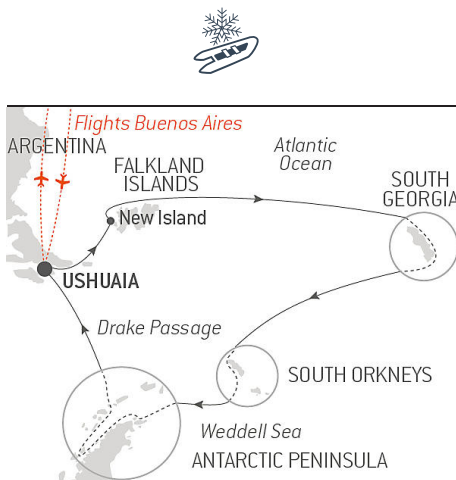 Flights Buenos Aires
ARGENTINA
Atlantic
Ocean
FALKLAND
ISLANDS
SOUTH
GEORGIA
New Island
USHUAIA
Drake Passage
SOUTH ORKNEYS
Weddell Sea
ANTARCTIC PENINSULA